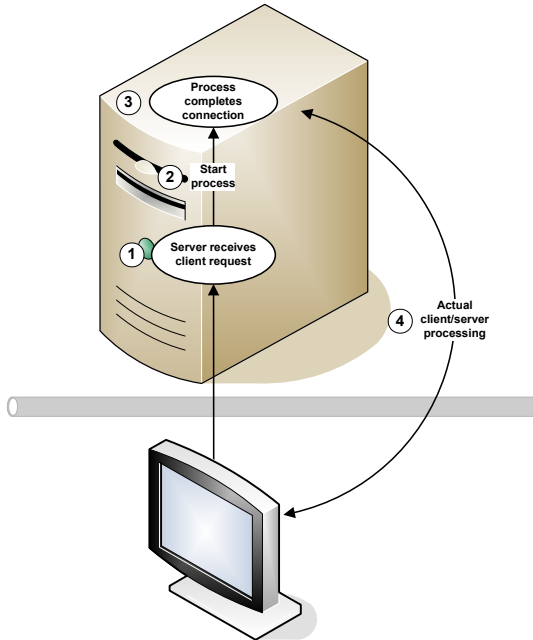 3
Process
completes
connection
2
Start
process
1
Server receives
client request
4
Actual
client/server
processing